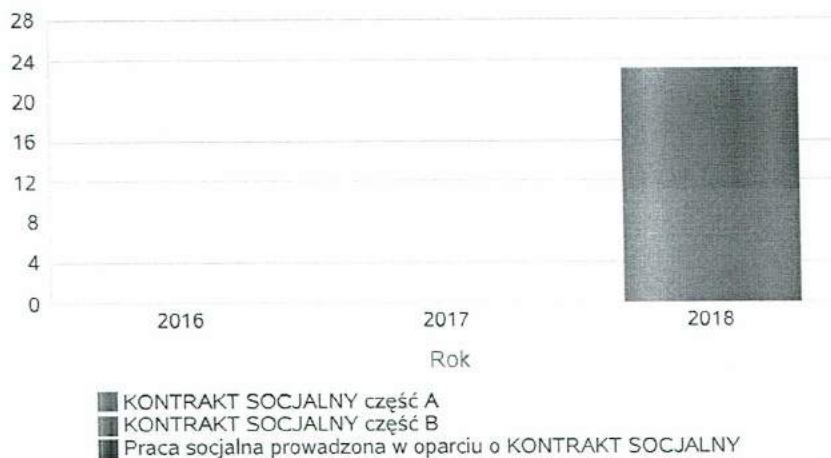 28
24
20
16
12
8
4
0
2016 2017 2018
Rok
KONTRAKT SOCJALNY część A
KONTRAKT SOCJALNY część B
Praca socjalna prowadzona w oparciu o KONTRAKT SOCJALNY